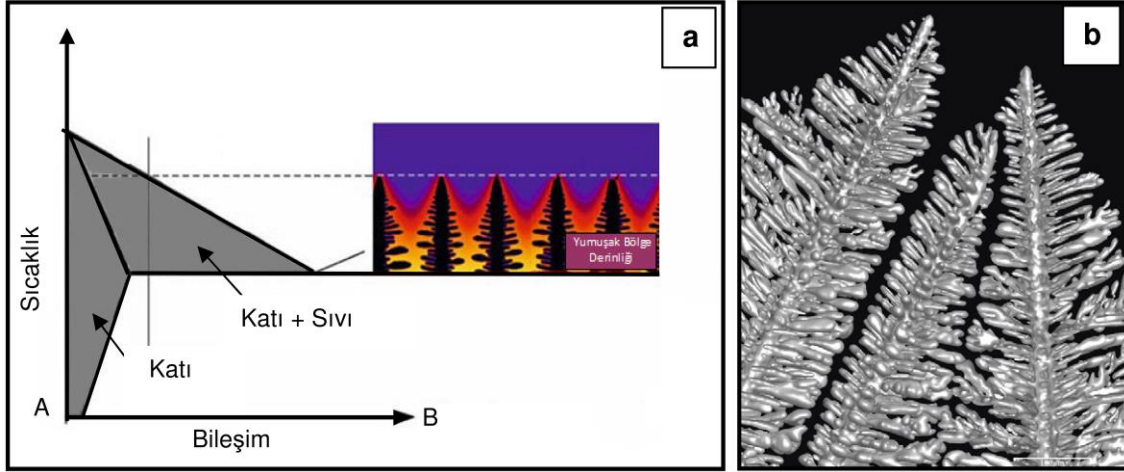 a
b
Sıcaklık
Yumuşak Bölge
Derinliği
Katı + Sıvı
Katı
A
B
Bileşim